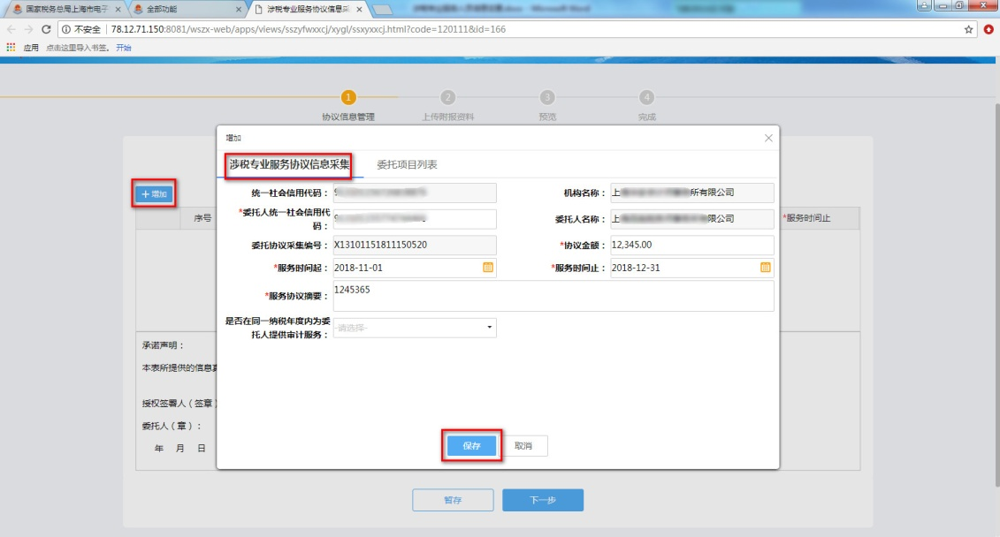 国家税务总局上海市电子
全部功能
涉税专业服务协议信息采
不安全 78.12.71.150:8081/wszx-web/apps/views/sszyfwxxcj/xygl/ssxyxxcj.html?code=120111&id=166
应用 点击这里导入书签。 开始
1 2 3 4
协议信息管理 上传附报资料 预览 完成
增加
涉税专业服务协议信息采集 委托项目列表
+增加
统一社会信用代码： 机构名称： 上 所有限公司
*委托人统一社会信用代码： 委托人名称： 上 限公司
序号 *服务时间止
委托协议采集编号： X13101151811150520 *协议金额： 12,345.00
*服务时间起： 2018-11-01 *服务时间止： 2018-12-31
*服务协议摘要： 1245365
是否在同一纳税年度内为委托人提供审计服务： -请选择-
承诺声明：
本表所提供的信息真
授权签署人（签章）
委托人（章）：
年 月 日
保存 取消
暂存 下一步